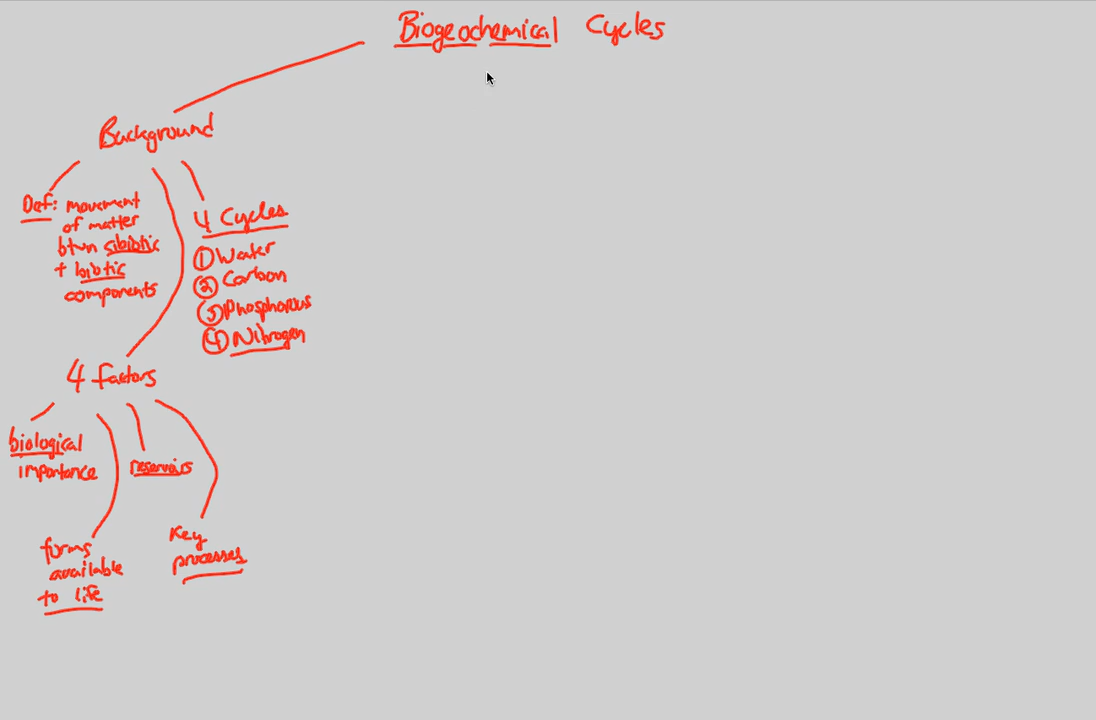 Biogeochemical Cycles
Background
Def: movement
of matter
btwn abiotic
+ biotic
components
4 Cycles
① Water
② Carbon
③ Phosphorous
④ Nitrogen
4 factors
biological
importance
reservoirs
forms
available
to life
Key
processes